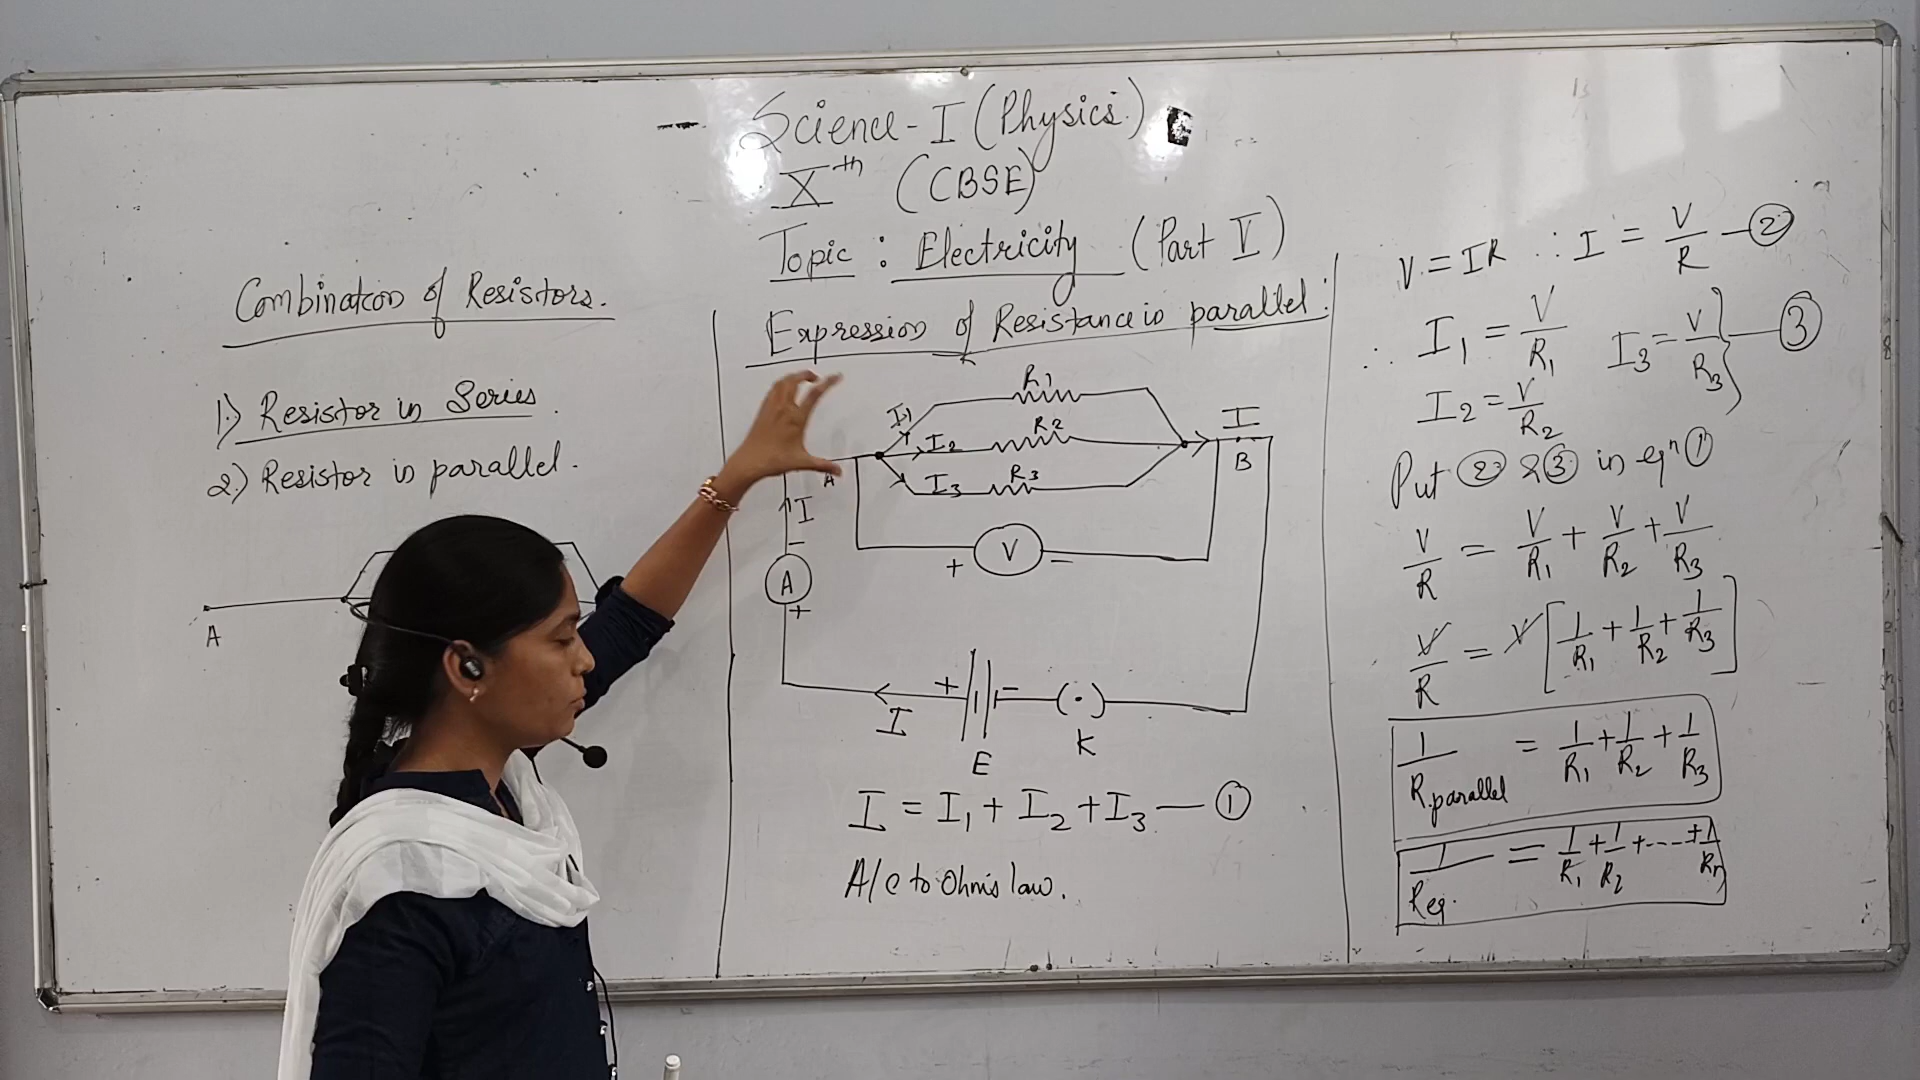 Science-I (Physics)
Xth (CBSE)
Topic : Electricity (Part V)
Combination of Resistors.
1.) Resistor in Series.
2.) Resistor in parallel.
A
Expression of Resistance in parallel :
R1
I1
I2 R2
I3 R3
I
A
B
I
+ V -
-
A
+
+ -
I
E
K
I = I1 + I2 + I3 — ①
A/c to Ohm's law.
V = IR ∴ I = V/R — ②
∴ I1 = V/R1 I3 = V/R3 } — ③
I2 = V/R2
Put ② & ③ in eqn ①
V/R = V/R1 + V/R2 + V/R3
V/R = V [1/R1 + 1/R2 + 1/R3]
1/R.parallel = 1/R1 + 1/R2 + 1/R3
1/Req. = 1/R1 + 1/R2 + ---- + 1/Rn